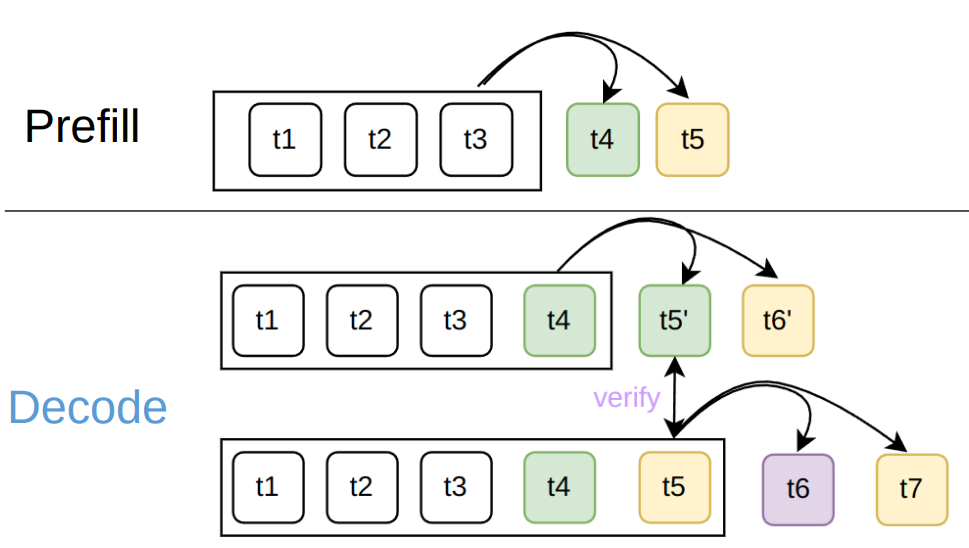 Prefill
t1 t2 t3 t4 t5
t1 t2 t3 t4 t5' t6'
verify
Decode
t1 t2 t3 t4 t5 t6 t7